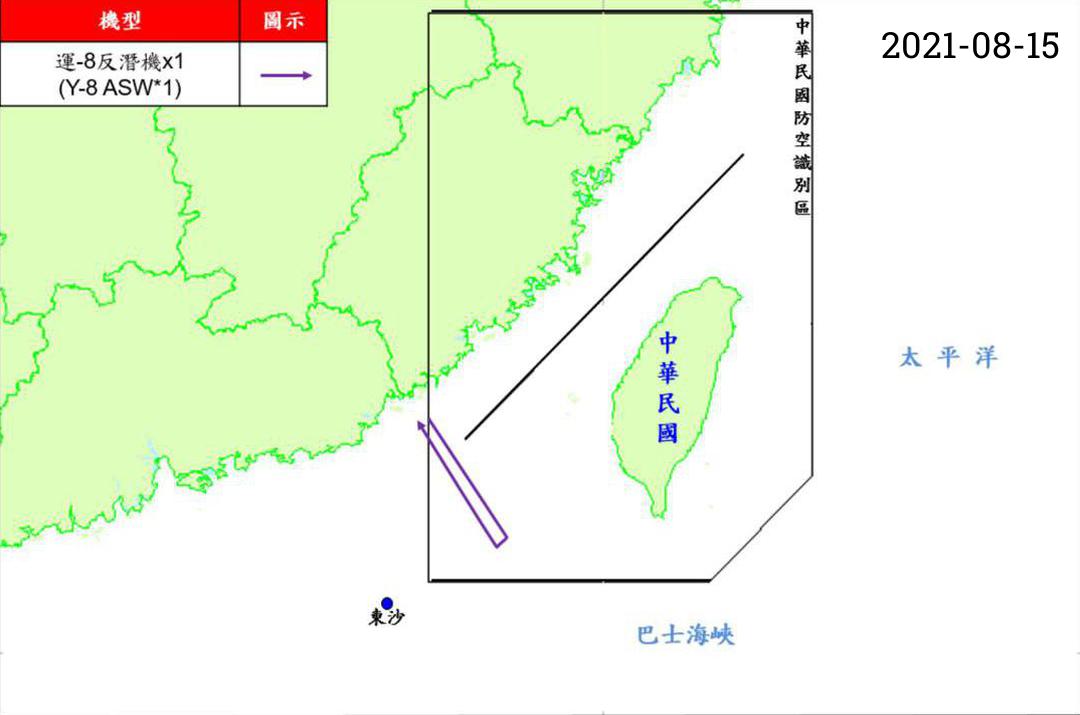 機型 圖示
運-8反潛機x1
(Y-8 ASW*1)
2021-08-15
中華民國防空識別區
中華民國
太平洋
東沙
巴士海峽